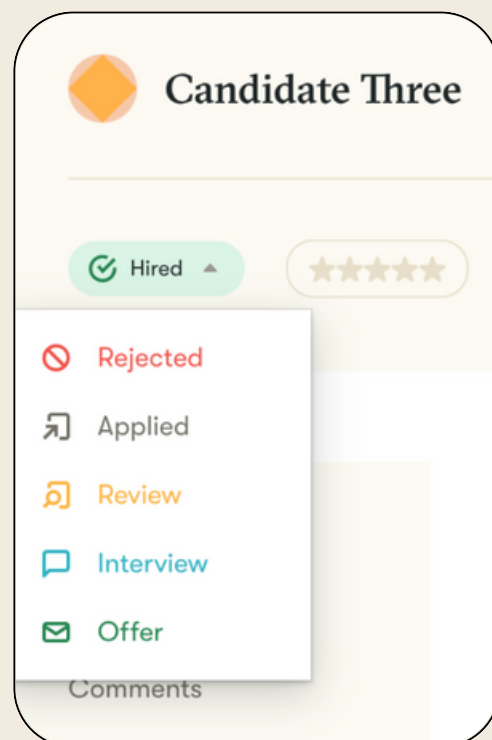 Candidate Three
Hired
Rejected
Applied
Review
Interview
Offer
Comments